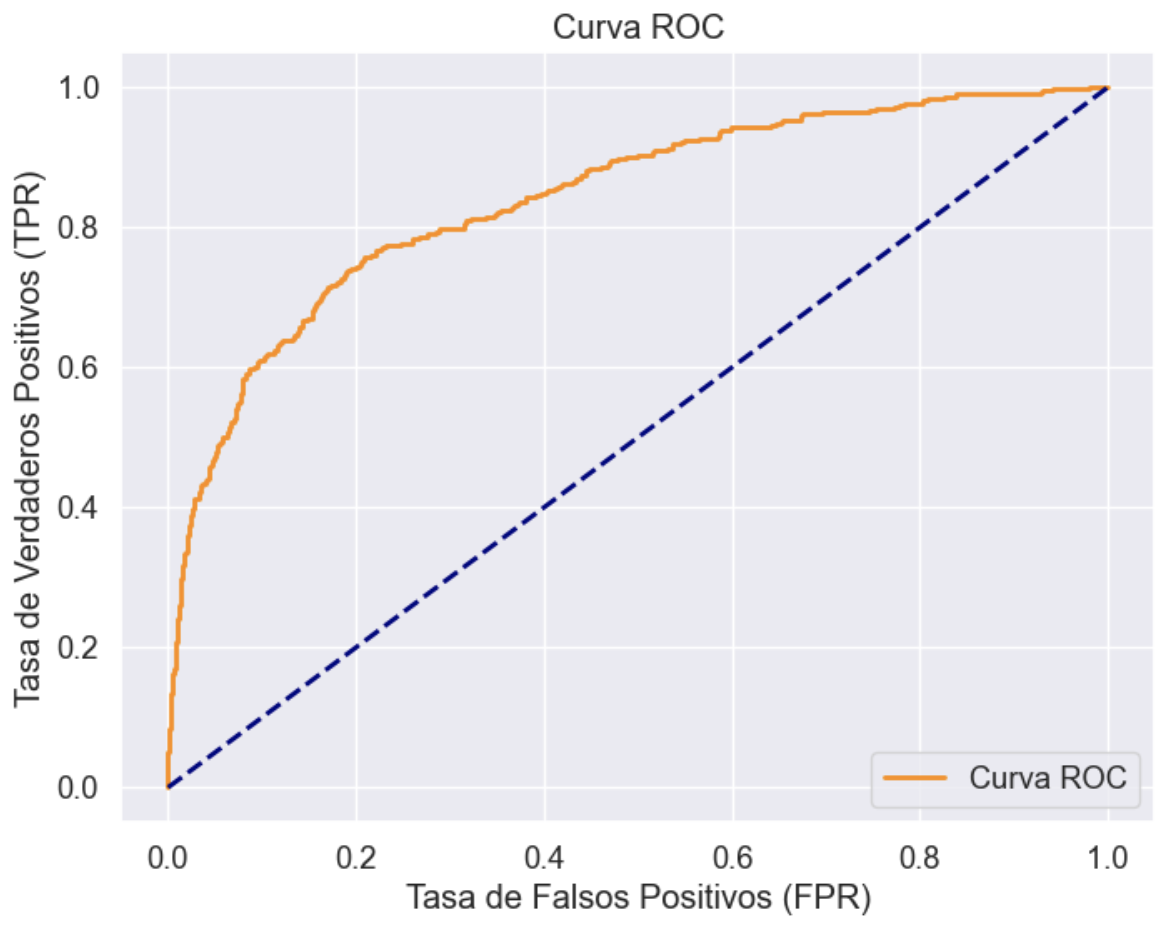 Curva ROC
Tasa de Verdaderos Positivos (TPR)
1.0
0.8
0.6
0.4
0.2
0.0
Curva ROC
0.0 0.2 0.4 0.6 0.8 1.0
Tasa de Falsos Positivos (FPR)